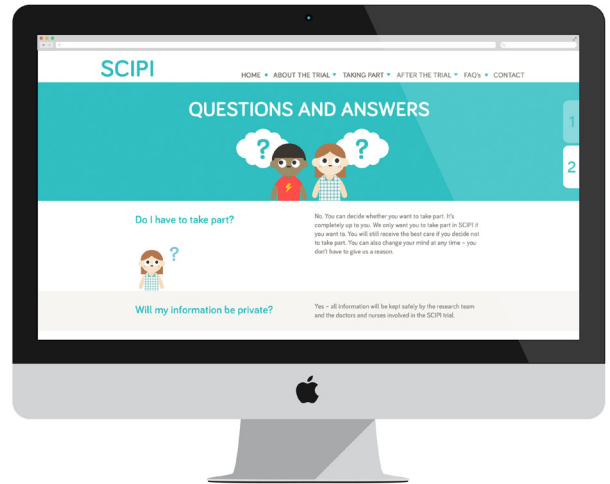 SCIPI
HOME • ABOUT THE TRIAL ▾ TAKING PART ▾ AFTER THE TRIAL ▾ FAQ's • CONTACT
QUESTIONS AND ANSWERS
? ?
1
2
Do I have to take part?
No. You can decide whether you want to take part. It's
completely up to you. We only want you to take part in SCIPI if
you want to. You will still receive the best care if you decide not
to take part. You can also change your mind at any time – you
don't have to give us a reason.
?
Will my information be private?
Yes – all information will be kept safely by the research team
and the doctors and nurses involved in the SCIPI trial.